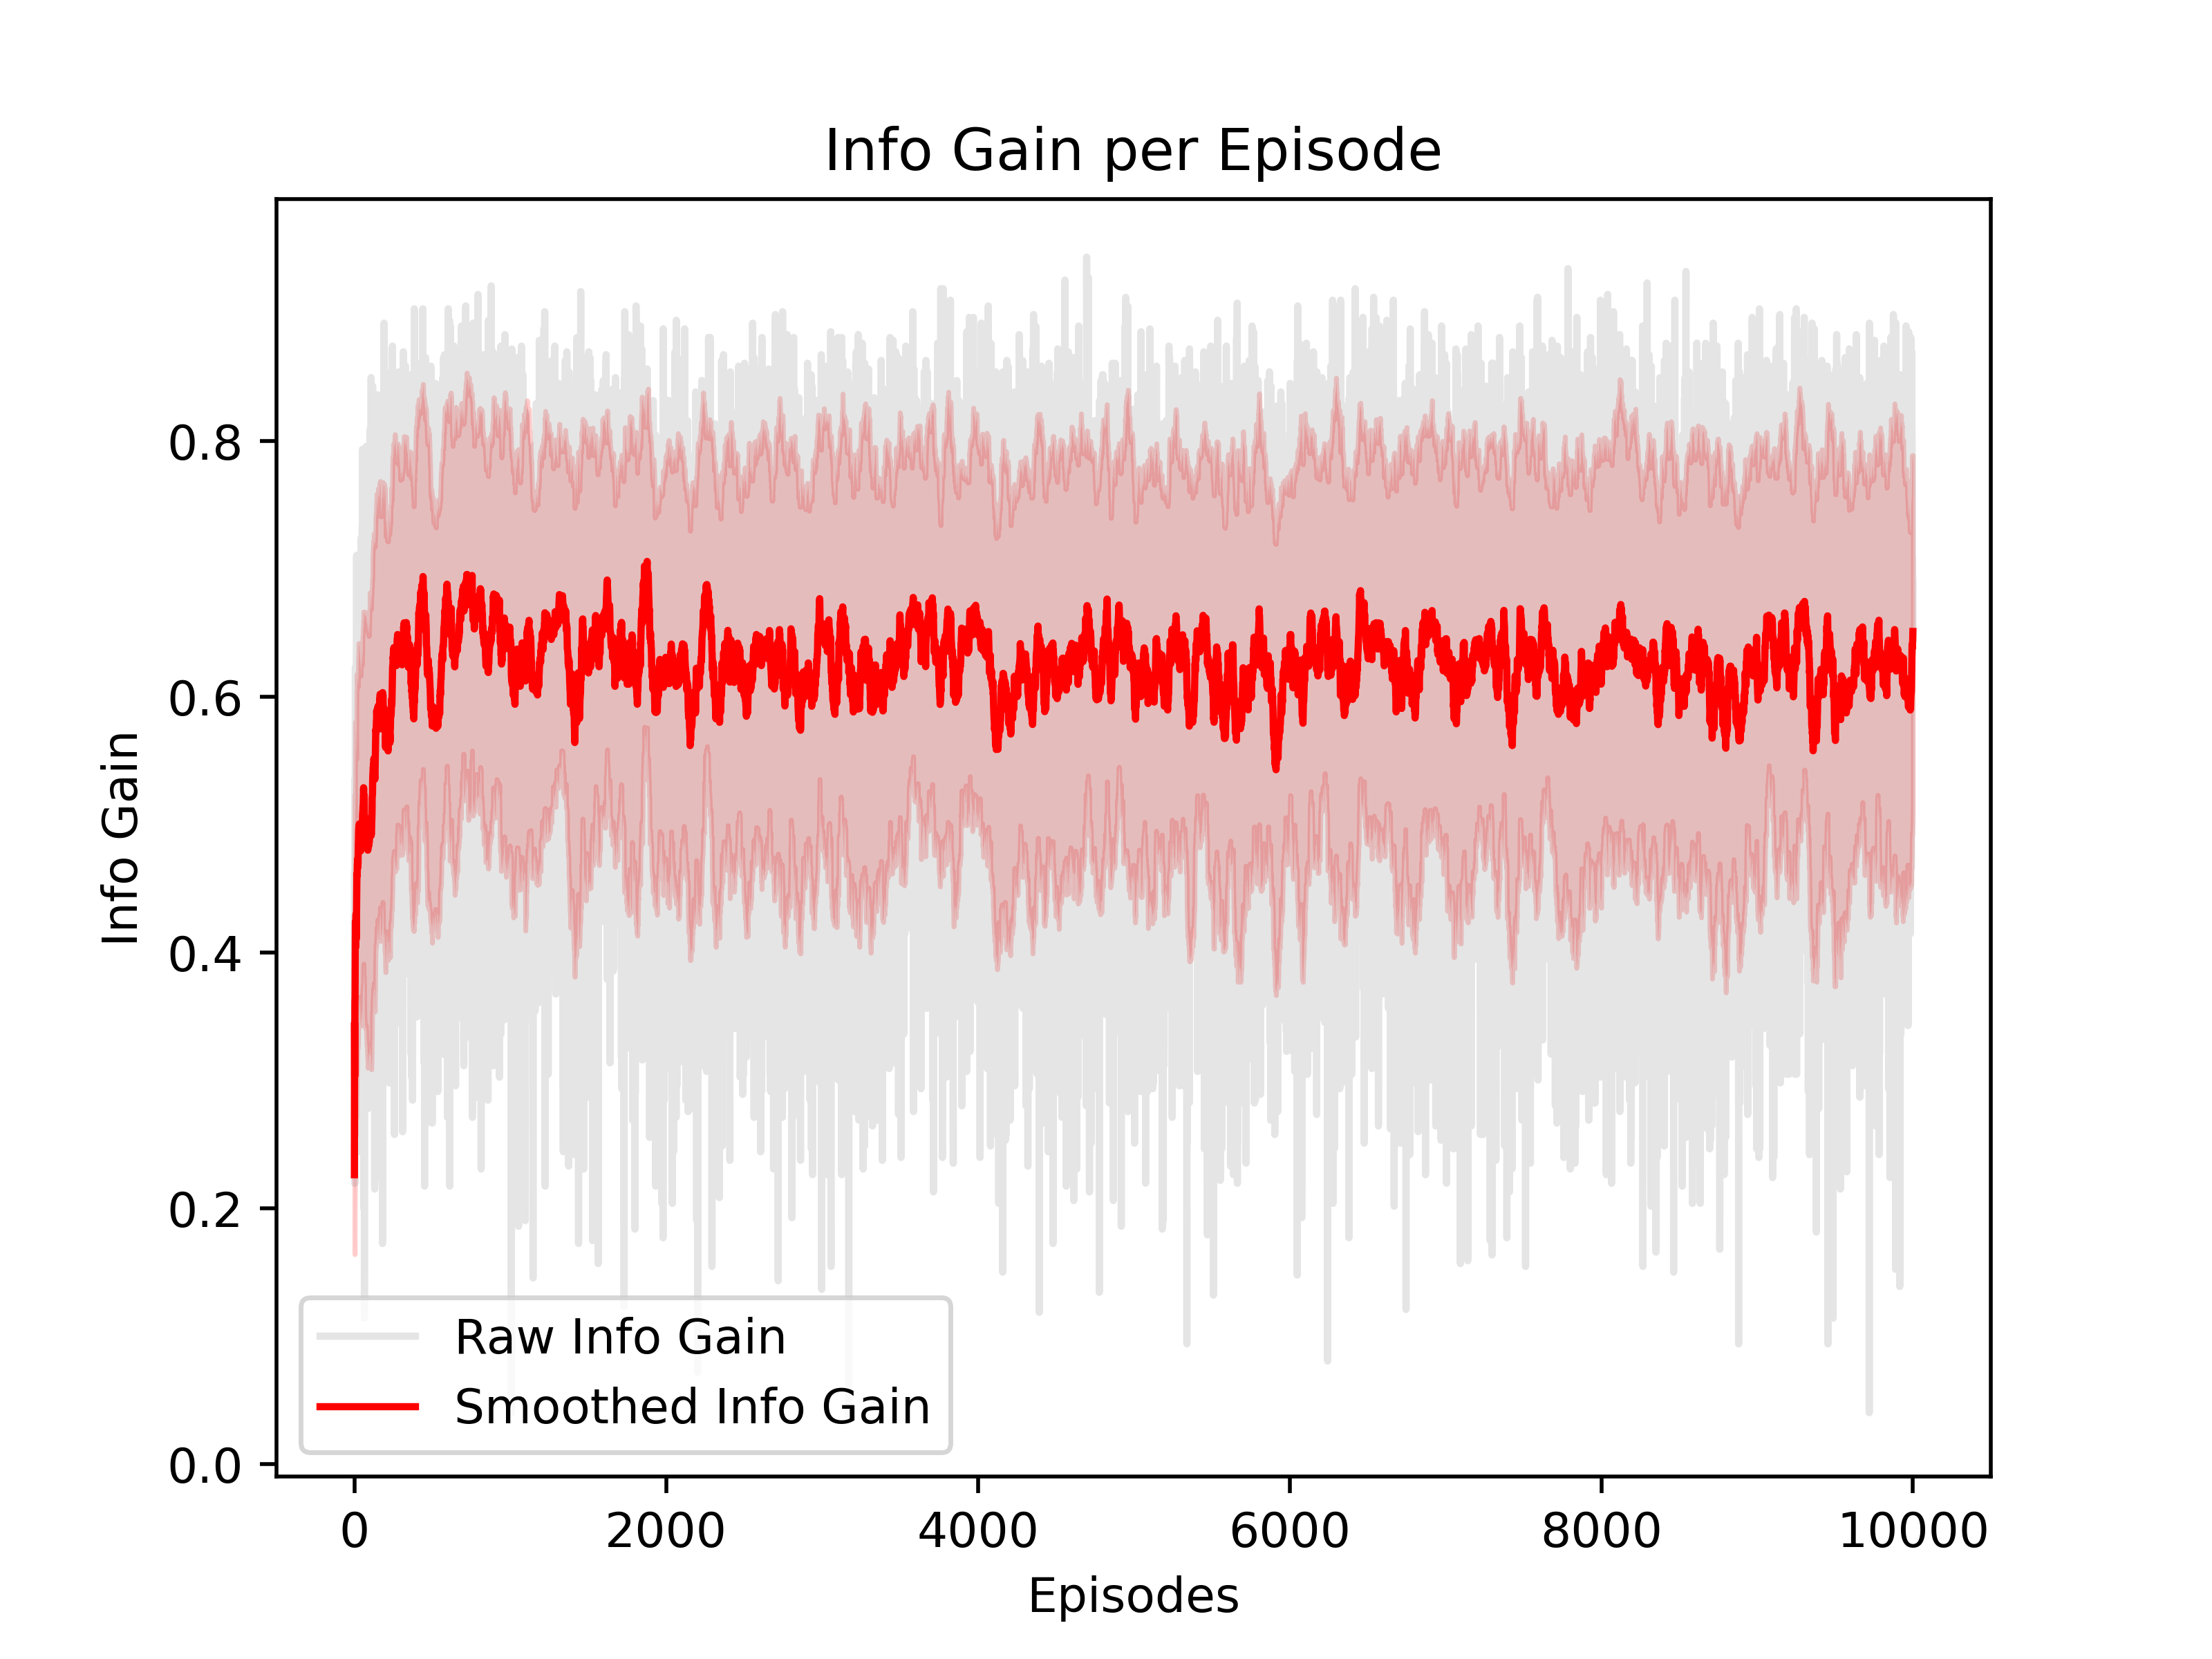 Info Gain per Episode
Info Gain
0.8
0.6
0.4
0.2
0.0
Raw Info Gain
Smoothed Info Gain
0 2000 4000 6000 8000 10000
Episodes